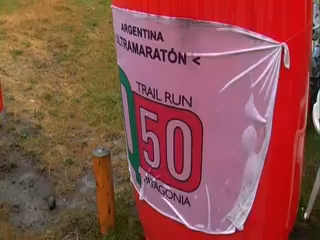 ARGENTINA
ULTRAMARATÓN <
TRAIL RUN
50
PATAGONIA